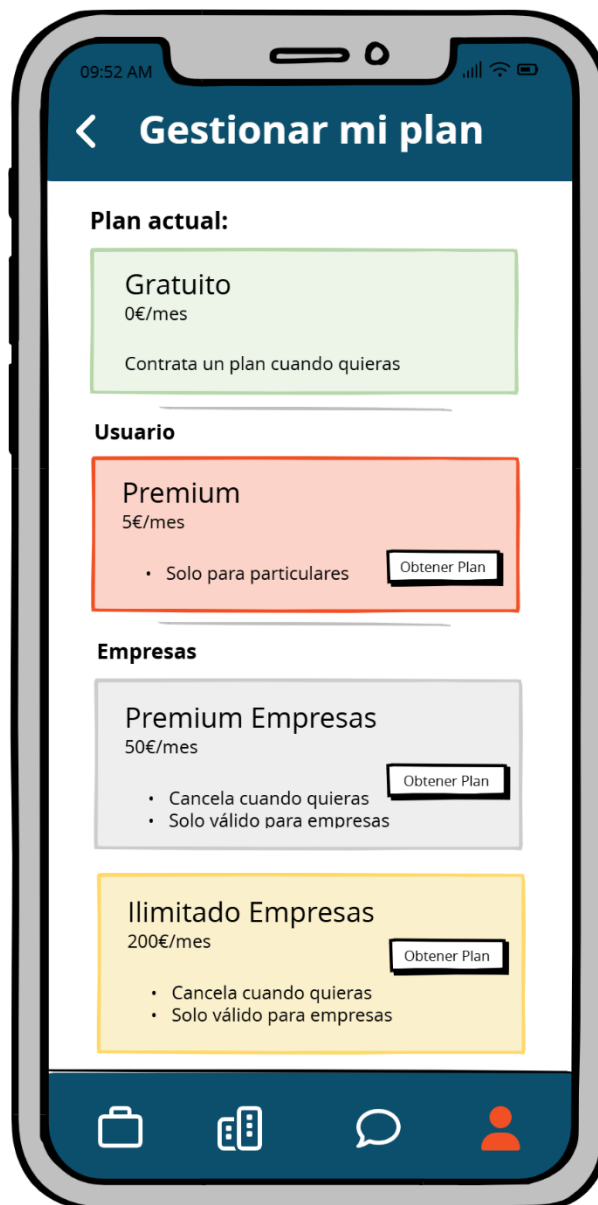 09:52 AM
Gestionar mi plan
Plan actual:
Gratuito
0€/mes
Contrata un plan cuando quieras
Usuario
Premium
5€/mes
• Solo para particulares
Obtener Plan
Empresas
Premium Empresas
50€/mes
Obtener Plan
• Cancela cuando quieras
• Solo válido para empresas
Ilimitado Empresas
200€/mes
Obtener Plan
• Cancela cuando quieras
• Solo válido para empresas